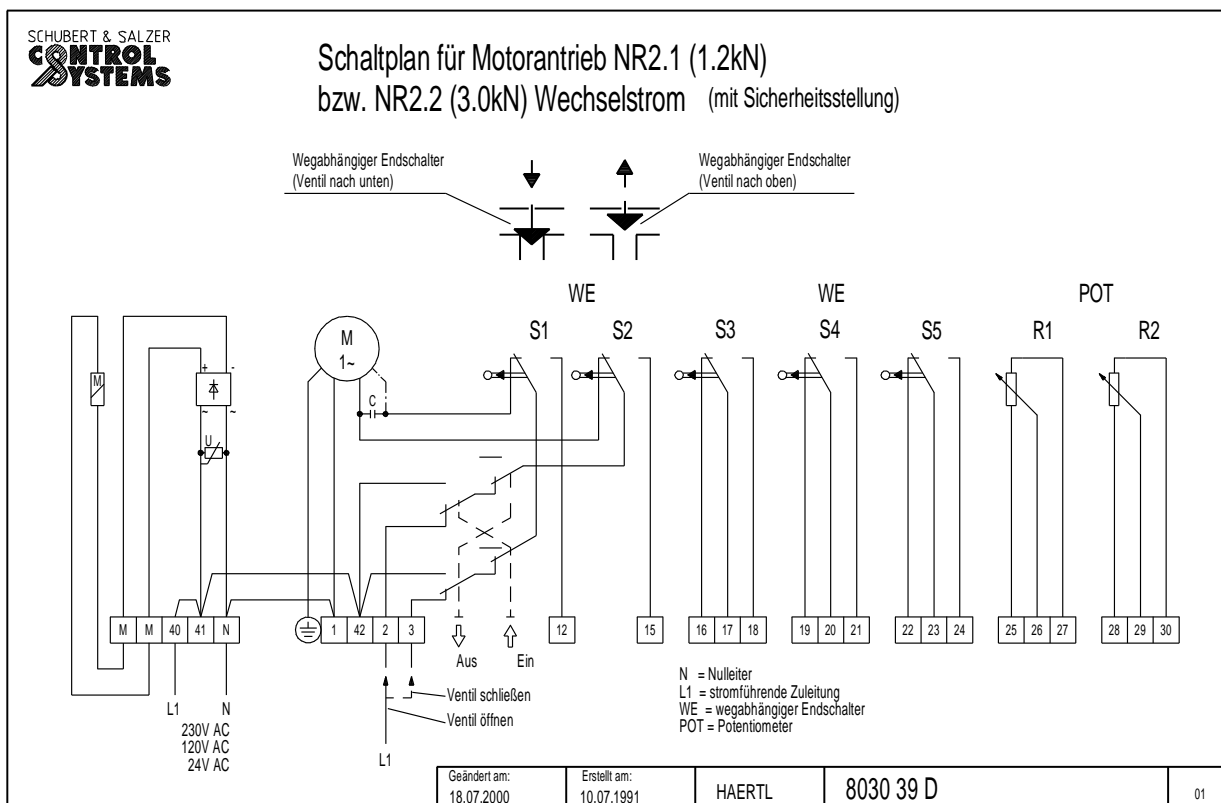 SCHUBERT & SALZER
CONTROL
SYSTEMS
Schaltplan für Motorantrieb NR2.1 (1.2kN)
bzw. NR2.2 (3.0kN) Wechselstrom (mit Sicherheitsstellung)
Wegabhängiger Endschalter
(Ventil nach unten)
Wegabhängiger Endschalter
(Ventil nach oben)
WE WE POT
S1 S2 S3 S4 S5 R1 R2
M
1~
M
+ -
~ ~
C
U
M M 40 41 N
1 42 2 3
12 15 16 17 18 19 20 21 22 23 24 25 26 27 28 29 30
Aus Ein
L1 N
230V AC
120V AC
24V AC
Ventil schließen
Ventil öffnen
L1
N = Nulleiter
L1 = stromführende Zuleitung
WE = wegabhängiger Endschalter
POT = Potentiometer
Geändert am:
18.07.2000
Erstellt am:
10.07.1991
HAERTL
8030 39 D
01